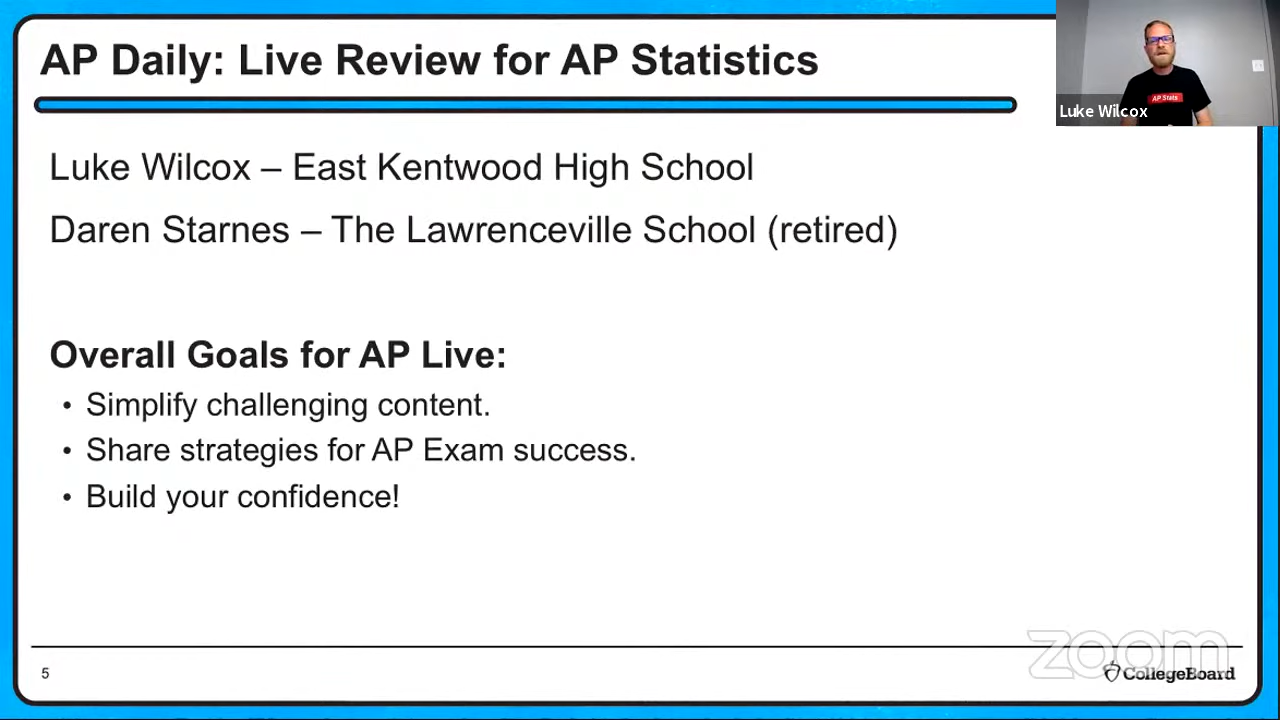 AP Daily: Live Review for AP Statistics
AP Stats
Luke Wilcox
Luke Wilcox – East Kentwood High School
Daren Starnes – The Lawrenceville School (retired)
Overall Goals for AP Live:
• Simplify challenging content.
• Share strategies for AP Exam success.
• Build your confidence!
zoom
5
CollegeBoard